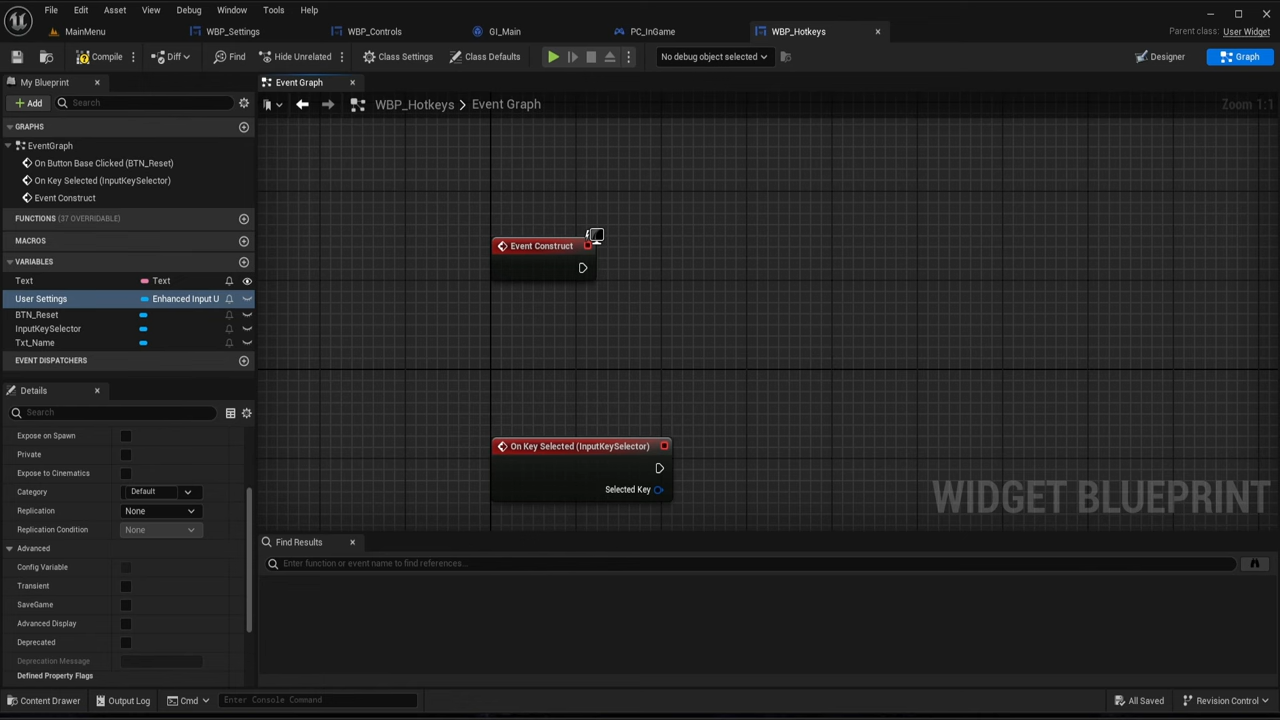 File Edit Asset View Debug Window Tools Help
MainMenu WBP_Settings WBP_Controls GI_Main PC_InGame WBP_Hotkeys Parent class: User Widget
Compile Diff Find Hide Unrelated Class Settings Class Defaults No debug object selected Designer Graph
My Blueprint Event Graph
Add Search WBP_Hotkeys Event Graph Zoom 1:1
GRAPHS
EventGraph
On Button Base Clicked (BTN_Reset)
On Key Selected (InputKeySelector)
Event Construct
FUNCTIONS (37 OVERRIDABLE)
MACROS
Event Construct
VARIABLES
Text Text
User Settings Enhanced Input U
BTN_Reset
InputKeySelector
Txt_Name
EVENT DISPATCHERS
Details
Search
Expose on Spawn
Private
Expose to Cinematics
Category Default
Replication None
Replication Condition None
Advanced
Config Variable
Transient
SaveGame
Advanced Display
Deprecated
Deprecation Message
Defined Property Flags
On Key Selected (InputKeySelector)
Selected Key
WIDGET BLUEPRINT
Find Results
Enter function or event name to find references...
Content Drawer Output Log Cmd Enter Console Command All Saved Revision Control